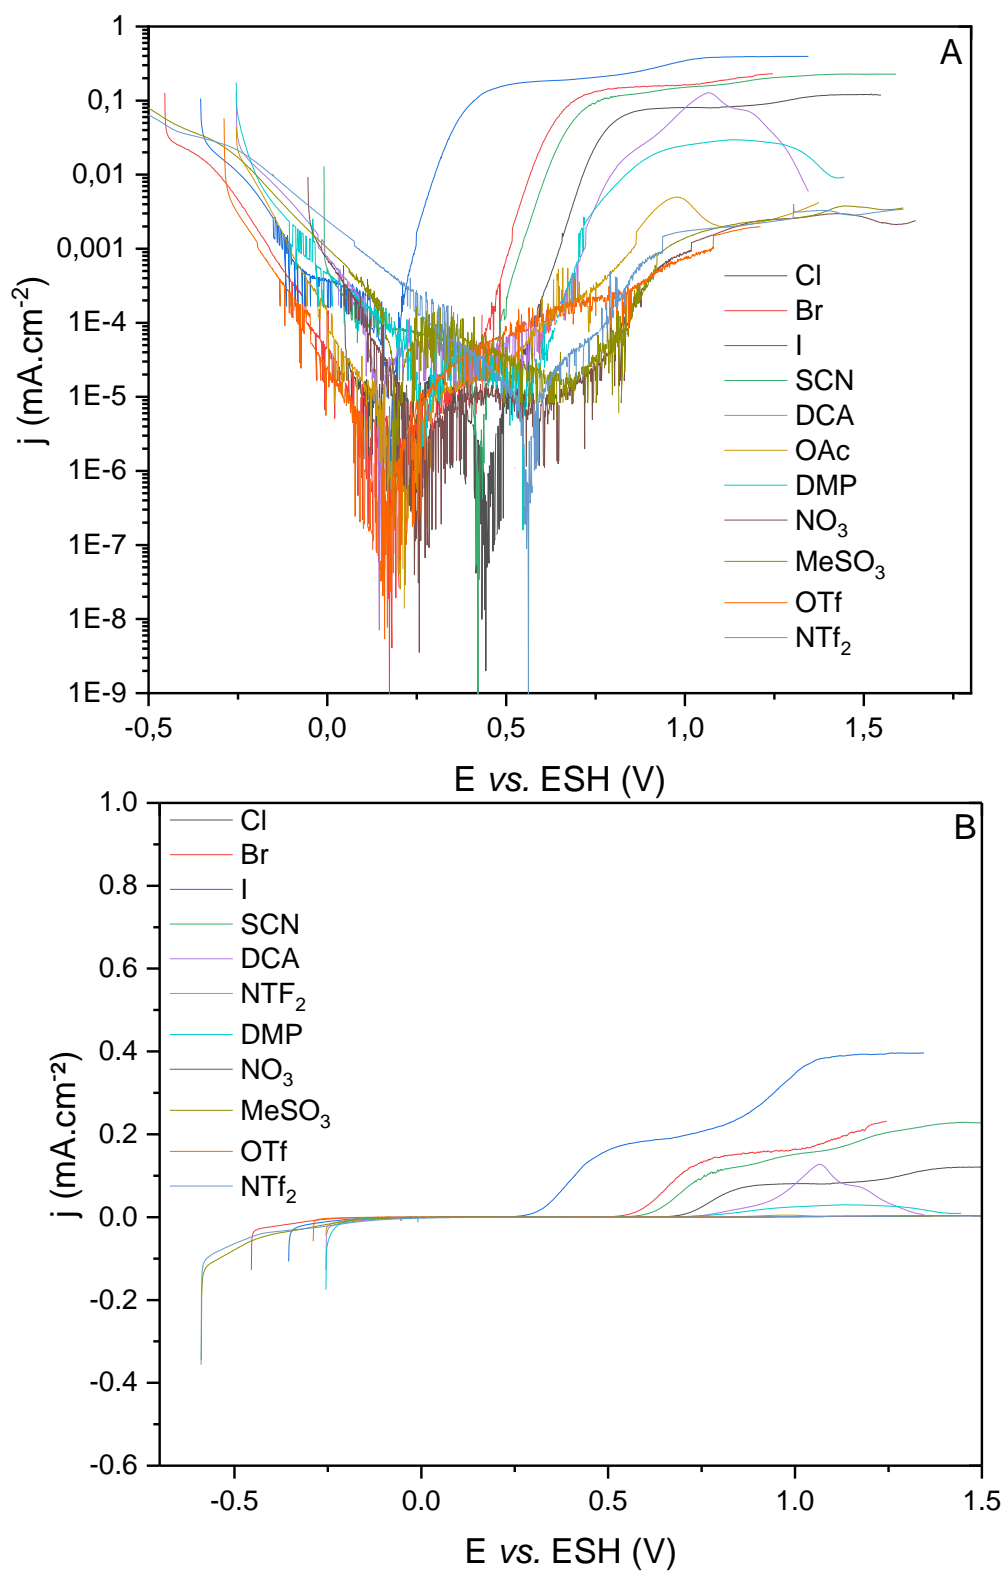 A
1
0,1
0,01
0,001
1E-4
1E-5
1E-6
1E-7
1E-8
1E-9
j (mA.cm⁻²)
Cl
Br
I
SCN
DCA
OAc
DMP
NO₃
MeSO₃
OTf
NTf₂
-0,5
0,0
0,5
1,0
1,5
E vs. ESH (V)
B
1.0
0.8
0.6
0.4
0.2
0.0
-0.2
-0.4
-0.6
j (mA.cm⁻²)
Cl
Br
I
SCN
DCA
NTF₂
DMP
NO₃
MeSO₃
OTf
NTf₂
-0.5
0.0
0.5
1.0
1.5
E vs. ESH (V)